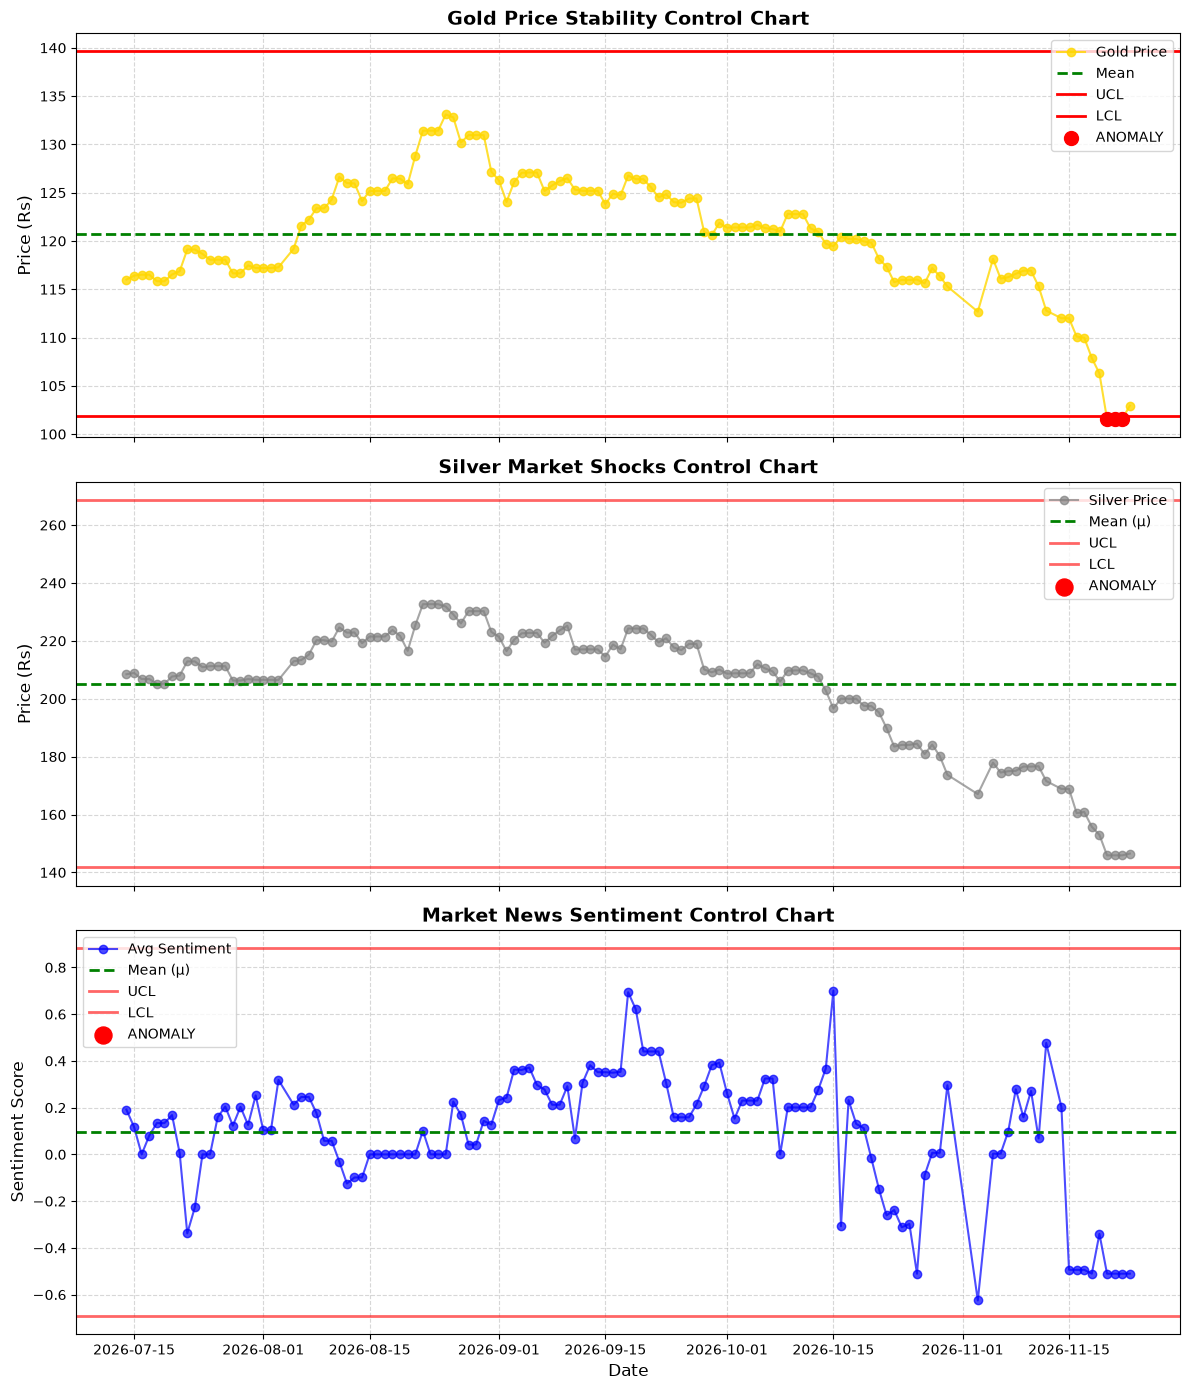 Gold Price Stability Control Chart
140
135
130
125
120
115
110
105
100
Price (Rs)
Gold Price
Mean
UCL
LCL
ANOMALY
Silver Market Shocks Control Chart
260
240
220
200
180
160
140
Price (Rs)
Silver Price
Mean (μ)
UCL
LCL
ANOMALY
Market News Sentiment Control Chart
0.8
0.6
0.4
0.2
0.0
−0.2
−0.4
−0.6
Sentiment Score
Avg Sentiment
Mean (μ)
UCL
LCL
ANOMALY
2026-07-15 2026-08-01 2026-08-15 2026-09-01 2026-09-15 2026-10-01 2026-10-15 2026-11-01 2026-11-15
Date